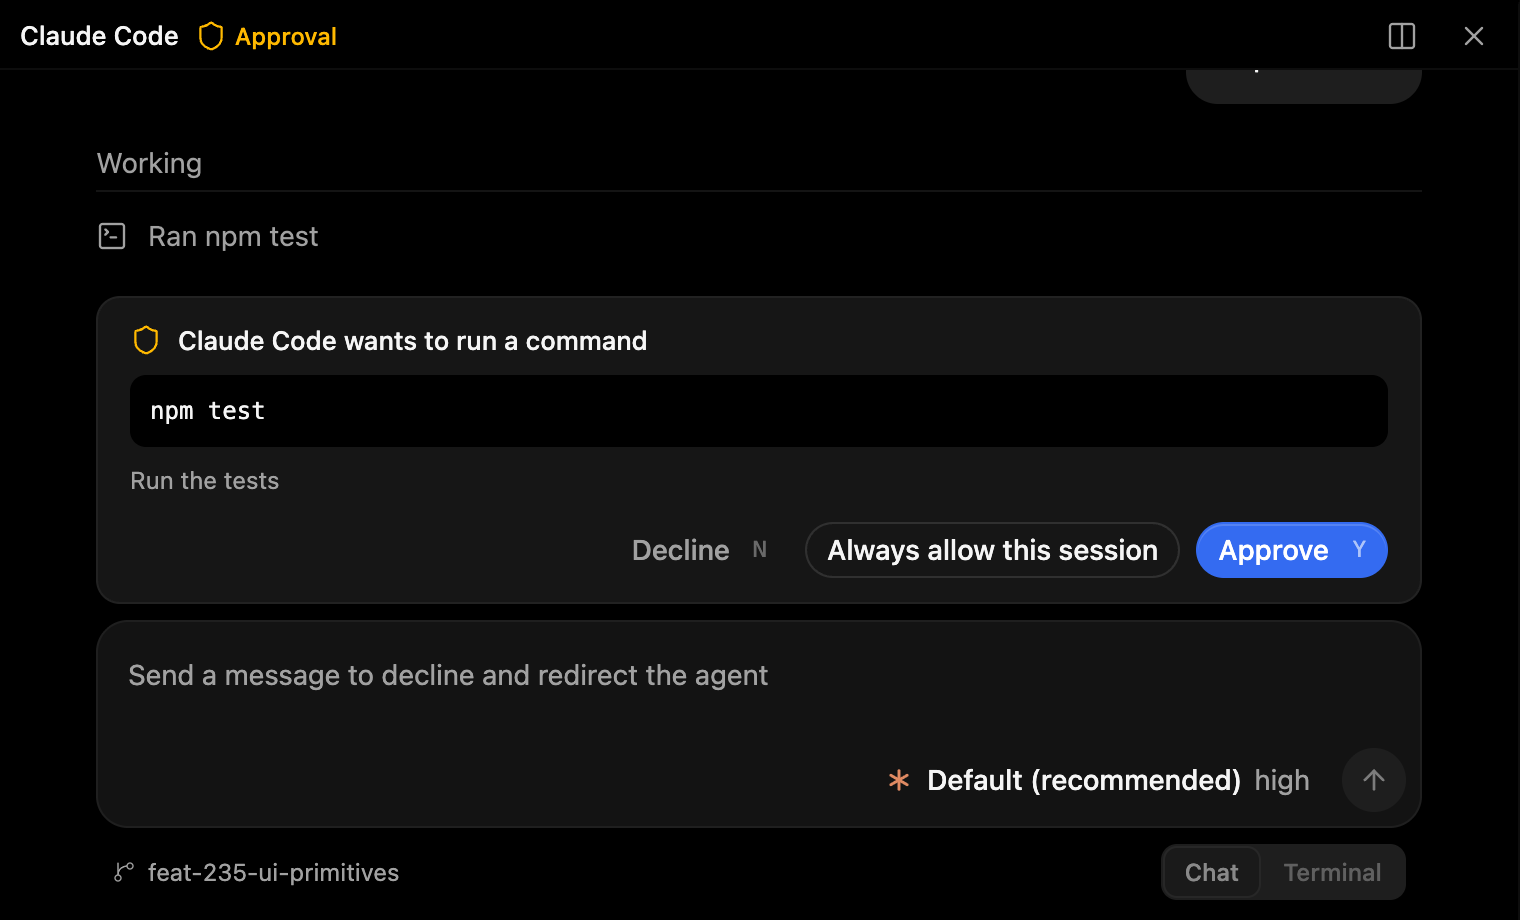 Claude Code Approval
Working
Ran npm test
Claude Code wants to run a command
npm test
Run the tests
Decline N Always allow this session Approve Y
Send a message to decline and redirect the agent
Default (recommended) high
feat-235-ui-primitives Chat Terminal